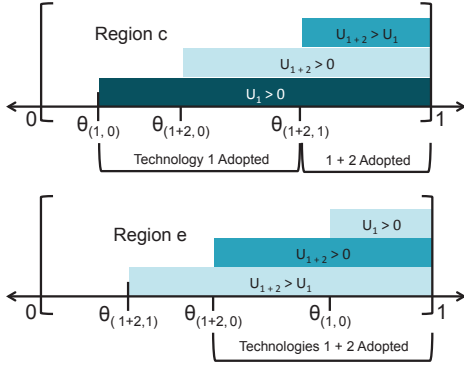 Region c
U₁₊₂ > U₁
U₁₊₂ > 0
U₁ > 0
0 θ₍₁,₀₎ θ₍₁₊₂,₀₎ θ₍₁₊₂,₁₎ 1
Technology 1 Adopted 1 + 2 Adopted
Region e
U₁ > 0
U₁₊₂ > 0
U₁₊₂ > U₁
0 θ₍₁₊₂,₁₎ θ₍₁₊₂,₀₎ θ₍₁,₀₎ 1
Technologies 1 + 2 Adopted